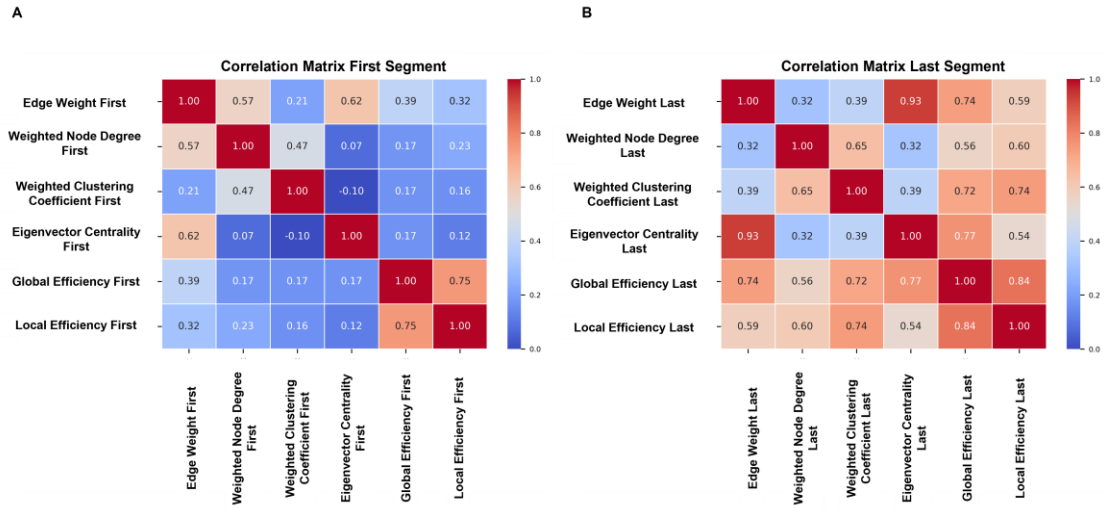 A
B
Correlation Matrix First Segment
Edge Weight First
1.00 0.57 0.21 0.62 0.39 0.32
Weighted Node Degree
First
0.57 1.00 0.47 0.07 0.17 0.23
Weighted Clustering
Coefficient First
0.21 0.47 1.00 -0.10 0.17 0.16
Eigenvector Centrality
First
0.62 0.07 -0.10 1.00 0.17 0.12
Global Efficiency First
0.39 0.17 0.17 0.17 1.00 0.75
Local Efficiency First
0.32 0.23 0.16 0.12 0.75 1.00
1.0
0.8
0.6
0.4
0.2
0.0
Edge Weight First
Weighted Node Degree
First
Weighted Clustering
Coefficient First
Eigenvector Centrality
First
Global Efficiency First
Local Efficiency First
Correlation Matrix Last Segment
Edge Weight Last
1.00 0.32 0.39 0.93 0.74 0.59
Weighted Node Degree
Last
0.32 1.00 0.65 0.32 0.56 0.60
Weighted Clustering
Coefficient Last
0.39 0.65 1.00 0.39 0.72 0.74
Eigenvector Centrality
Last
0.93 0.32 0.39 1.00 0.77 0.54
Global Efficiency Last
0.74 0.56 0.72 0.77 1.00 0.84
Local Efficiency Last
0.59 0.60 0.74 0.54 0.84 1.00
1.0
0.8
0.6
0.4
0.2
0.0
Edge Weight Last
Weighted Node Degree
Last
Weighted Clustering
Coefficient Last
Eigenvector Centrality
Last
Global Efficiency Last
Local Efficiency Last